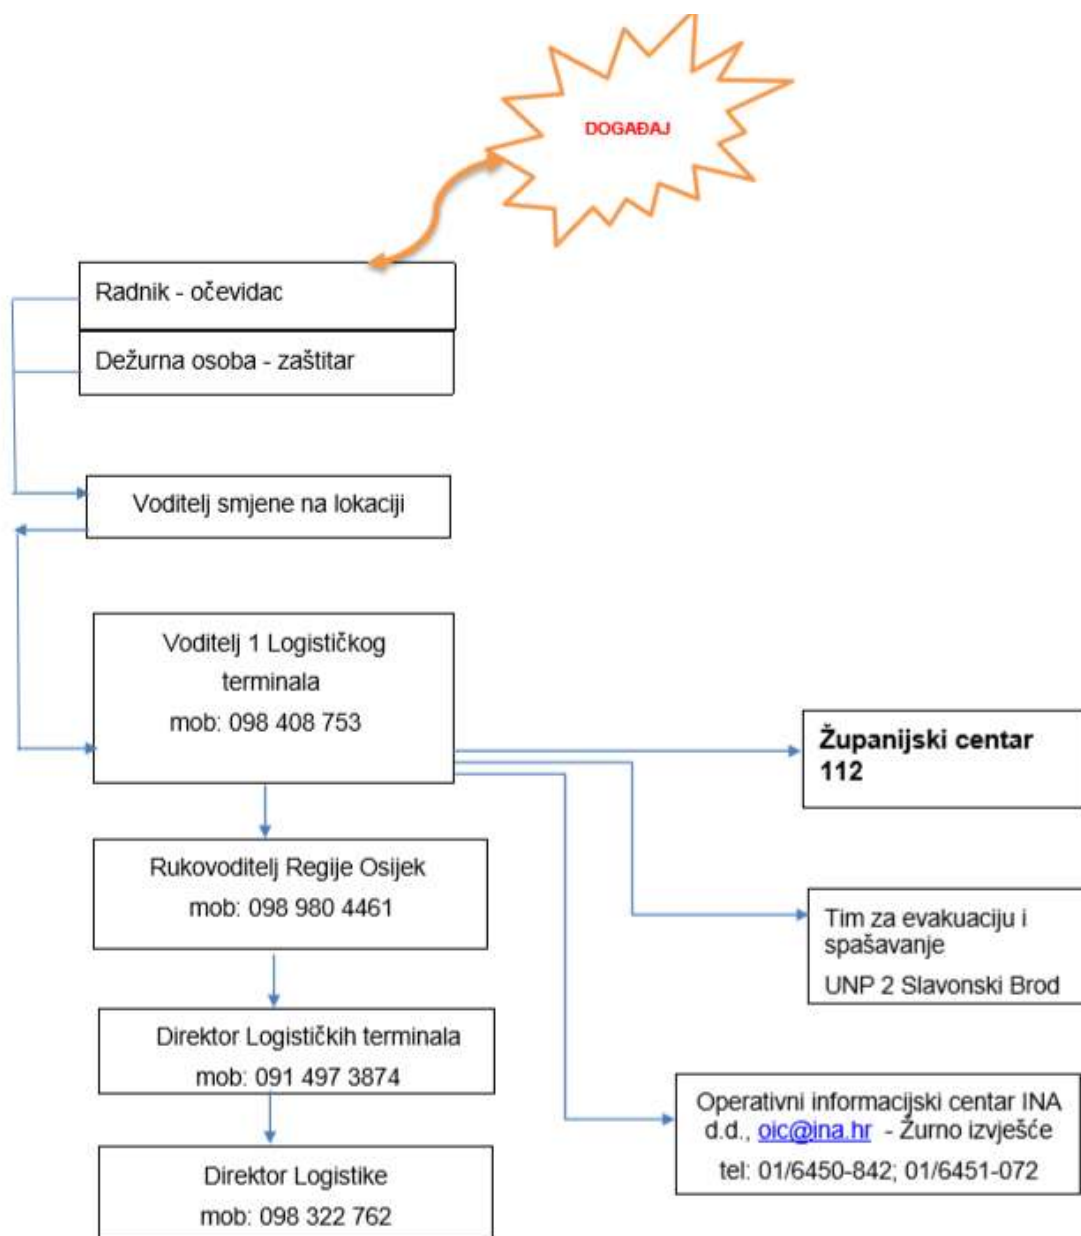 DOGAĐAJ
Radnik - očevidac
Dežurna osoba - zaštitar
Voditelj smjene na lokaciji
Voditelj 1 Logističkog
terminala
mob: 098 408 753
Županijski centar
112
Rukovoditelj Regije Osijek
mob: 098 980 4461
Tim za evakuaciju i
spašavanje
UNP 2 Slavonski Brod
Direktor Logističkih terminala
mob: 091 497 3874
Operativni informacijski centar INA
d.d., oic@ina.hr - Žurno izvješće
tel: 01/6450-842; 01/6451-072
Direktor Logistike
mob: 098 322 762